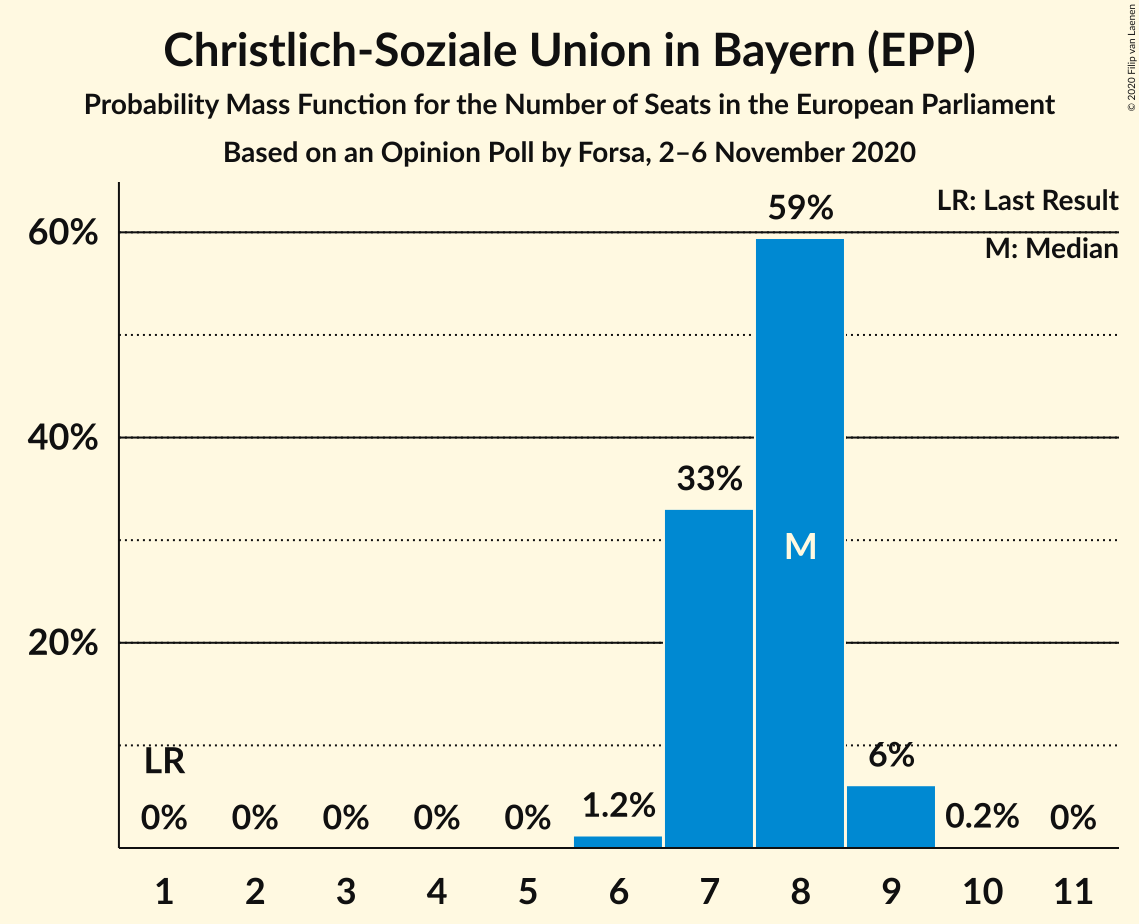 Christlich-Soziale Union in Bayern (EPP)
Probability Mass Function for the Number of Seats in the European Parliament
Based on an Opinion Poll by Forsa, 2–6 November 2020
© 2020 Filip van Laenen
LR: Last Result
M: Median
60%
40%
20%
LR
0%
0%
0%
0%
0%
1.2%
33%
59%
M
6%
0.2%
0%
1 2 3 4 5 6 7 8 9 10 11